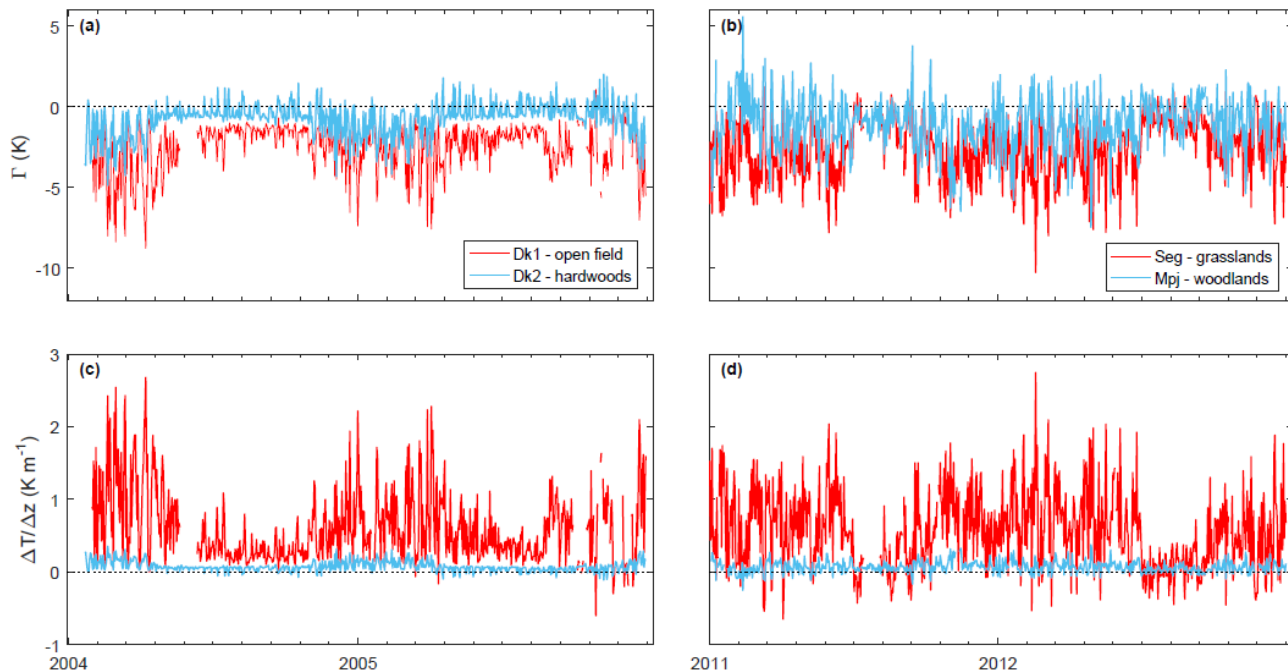 (a)
(b)
5
0
-5
-10
Γ (K)
Dk1 - open field
Dk2 - hardwoods
Seg - grasslands
Mpj - woodlands
(c)
(d)
3
2
1
0
-1
ΔT/Δz (K m⁻¹)
2004
2005
2011
2012